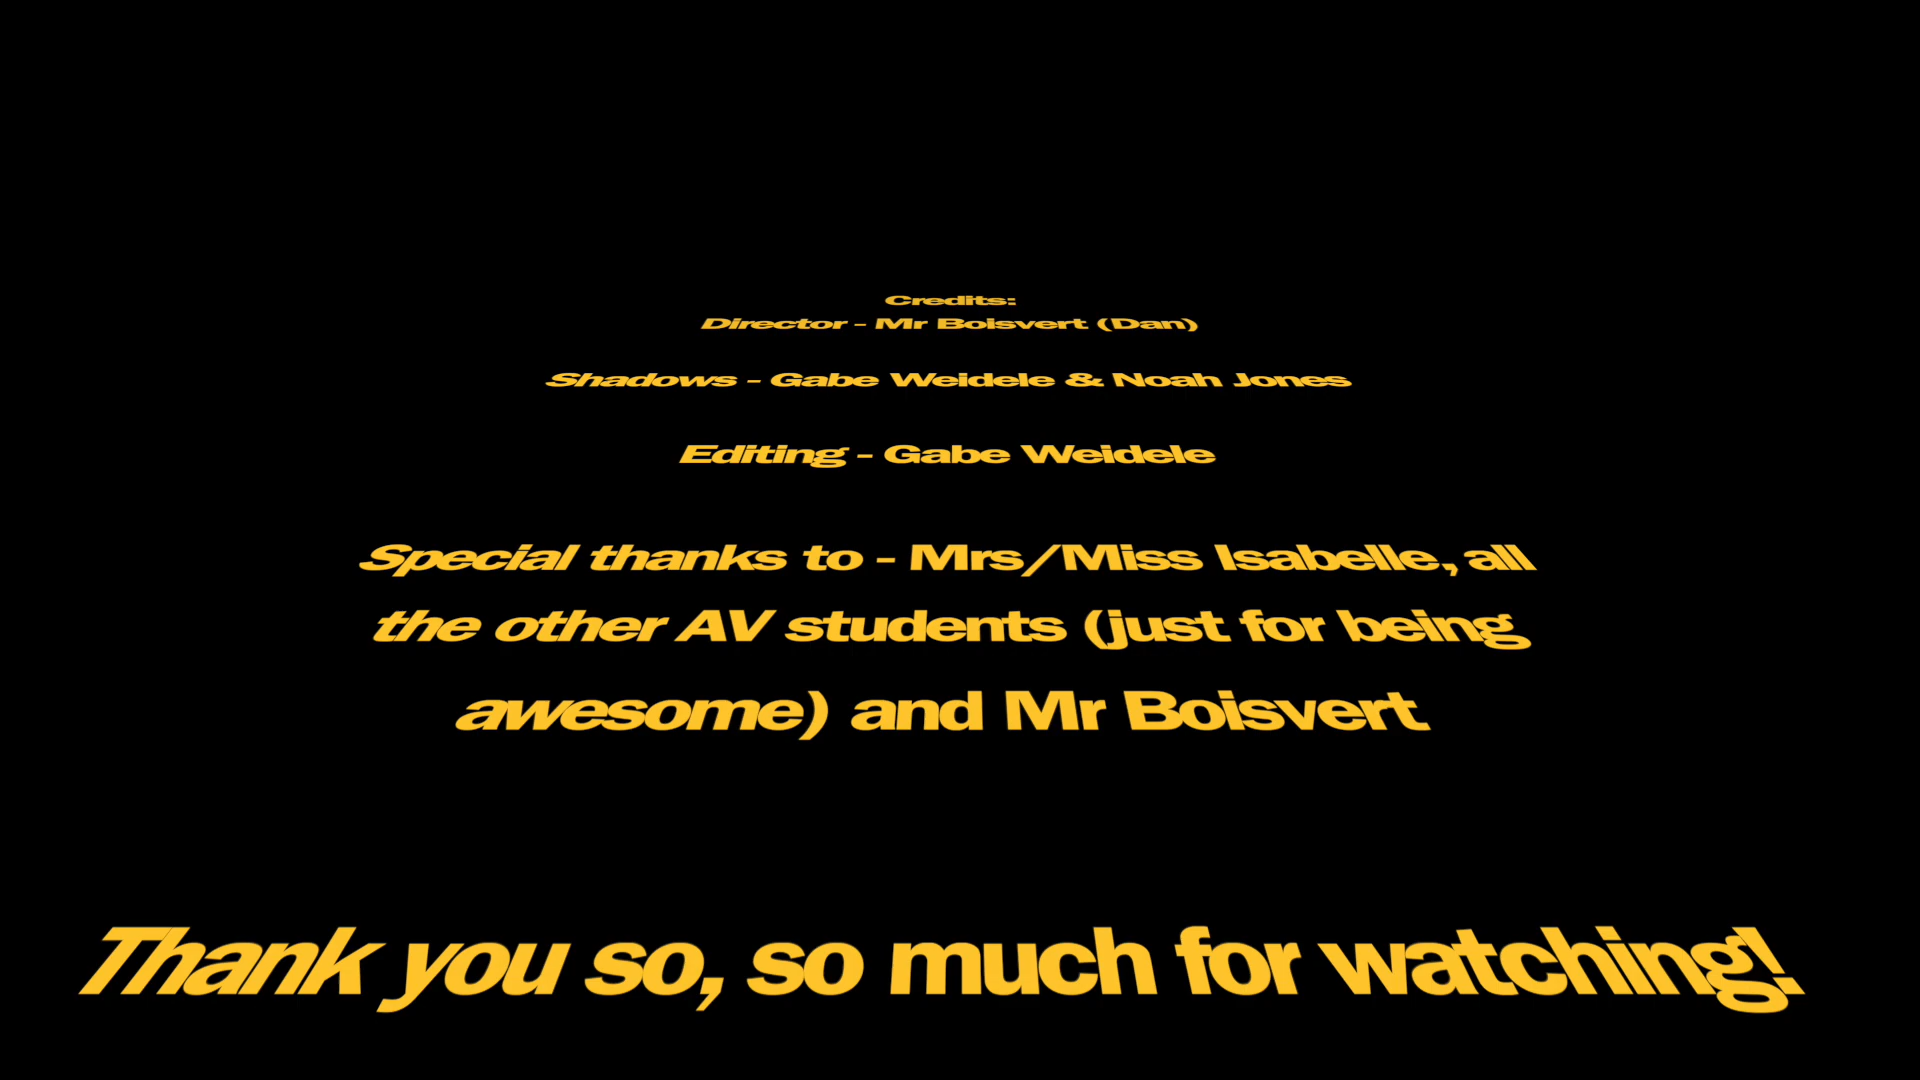 Credits:
Director - Mr Boisvert (Dan)
Shadows - Gabe Weidele & Noah Jones
Editing - Gabe Weidele
Special thanks to - Mrs/Miss Isabelle, all
the other AV students (just for being
awesome) and Mr Boisvert
Thank you so, so much for watching!